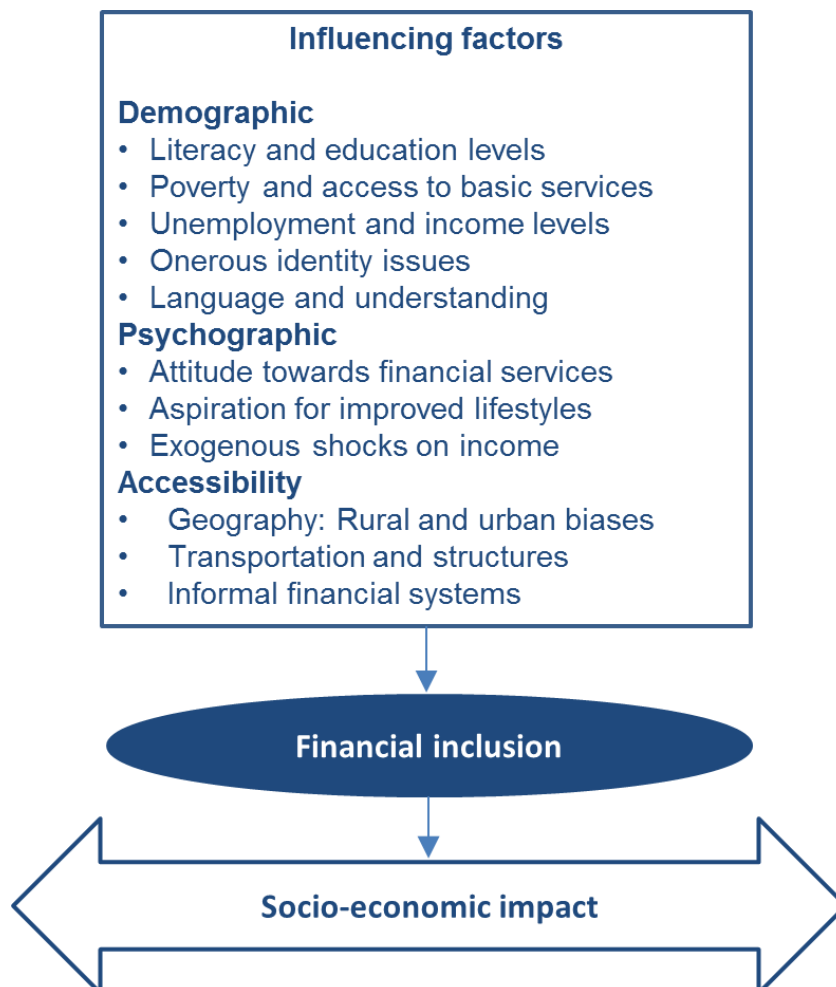 Influencing factors
Demographic
• Literacy and education levels
• Poverty and access to basic services
• Unemployment and income levels
• Onerous identity issues
• Language and understanding
Psychographic
• Attitude towards financial services
• Aspiration for improved lifestyles
• Exogenous shocks on income
Accessibility
• Geography: Rural and urban biases
• Transportation and structures
• Informal financial systems
Financial inclusion
Socio-economic impact